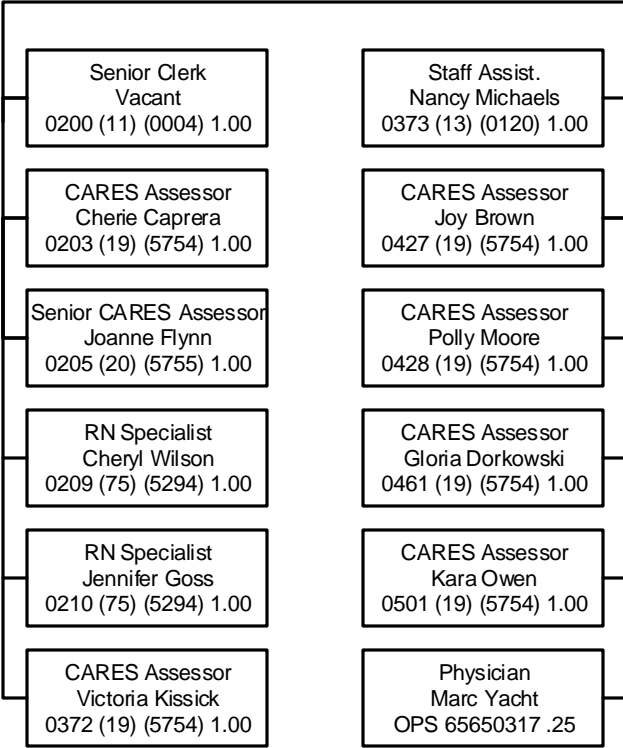 Senior Clerk
Vacant
0200 (11) (0004) 1.00
CARES Assessor
Cherie Caprera
0203 (19) (5754) 1.00
Senior CARES Assessor
Joanne Flynn
0205 (20) (5755) 1.00
RN Specialist
Cheryl Wilson
0209 (75) (5294) 1.00
RN Specialist
Jennifer Goss
0210 (75) (5294) 1.00
CARES Assessor
Victoria Kissick
0372 (19) (5754) 1.00
Staff Assist.
Nancy Michaels
0373 (13) (0120) 1.00
CARES Assessor
Joy Brown
0427 (19) (5754) 1.00
CARES Assessor
Polly Moore
0428 (19) (5754) 1.00
CARES Assessor
Gloria Dorkowski
0461 (19) (5754) 1.00
CARES Assessor
Kara Owen
0501 (19) (5754) 1.00
Physician
Marc Yacht
OPS 65650317 .25